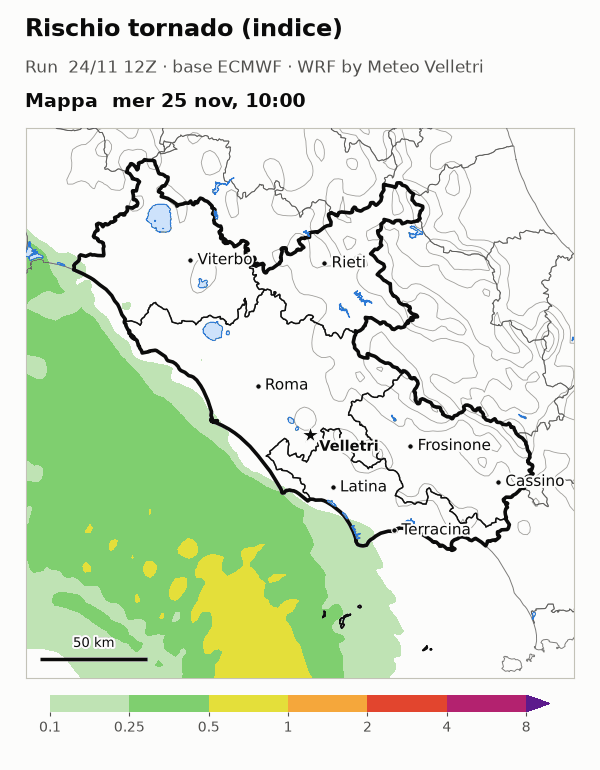 Rischio tornado (indice)
Run  24/11 12Z · base ECMWF · WRF by Meteo Velletri
Mappa  mer 25 nov, 10:00
Viterbo
Rieti
Roma
Velletri
Frosinone
Cassino
Latina
Terracina
50 km
0.1 0.25 0.5 1 2 4 8